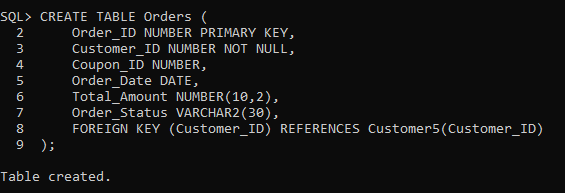 SQL> CREATE TABLE Orders (
  2      Order_ID NUMBER PRIMARY KEY,
  3      Customer_ID NUMBER NOT NULL,
  4      Coupon_ID NUMBER,
  5      Order_Date DATE,
  6      Total_Amount NUMBER(10,2),
  7      Order_Status VARCHAR2(30),
  8      FOREIGN KEY (Customer_ID) REFERENCES Customer5(Customer_ID)
  9  );
Table created.